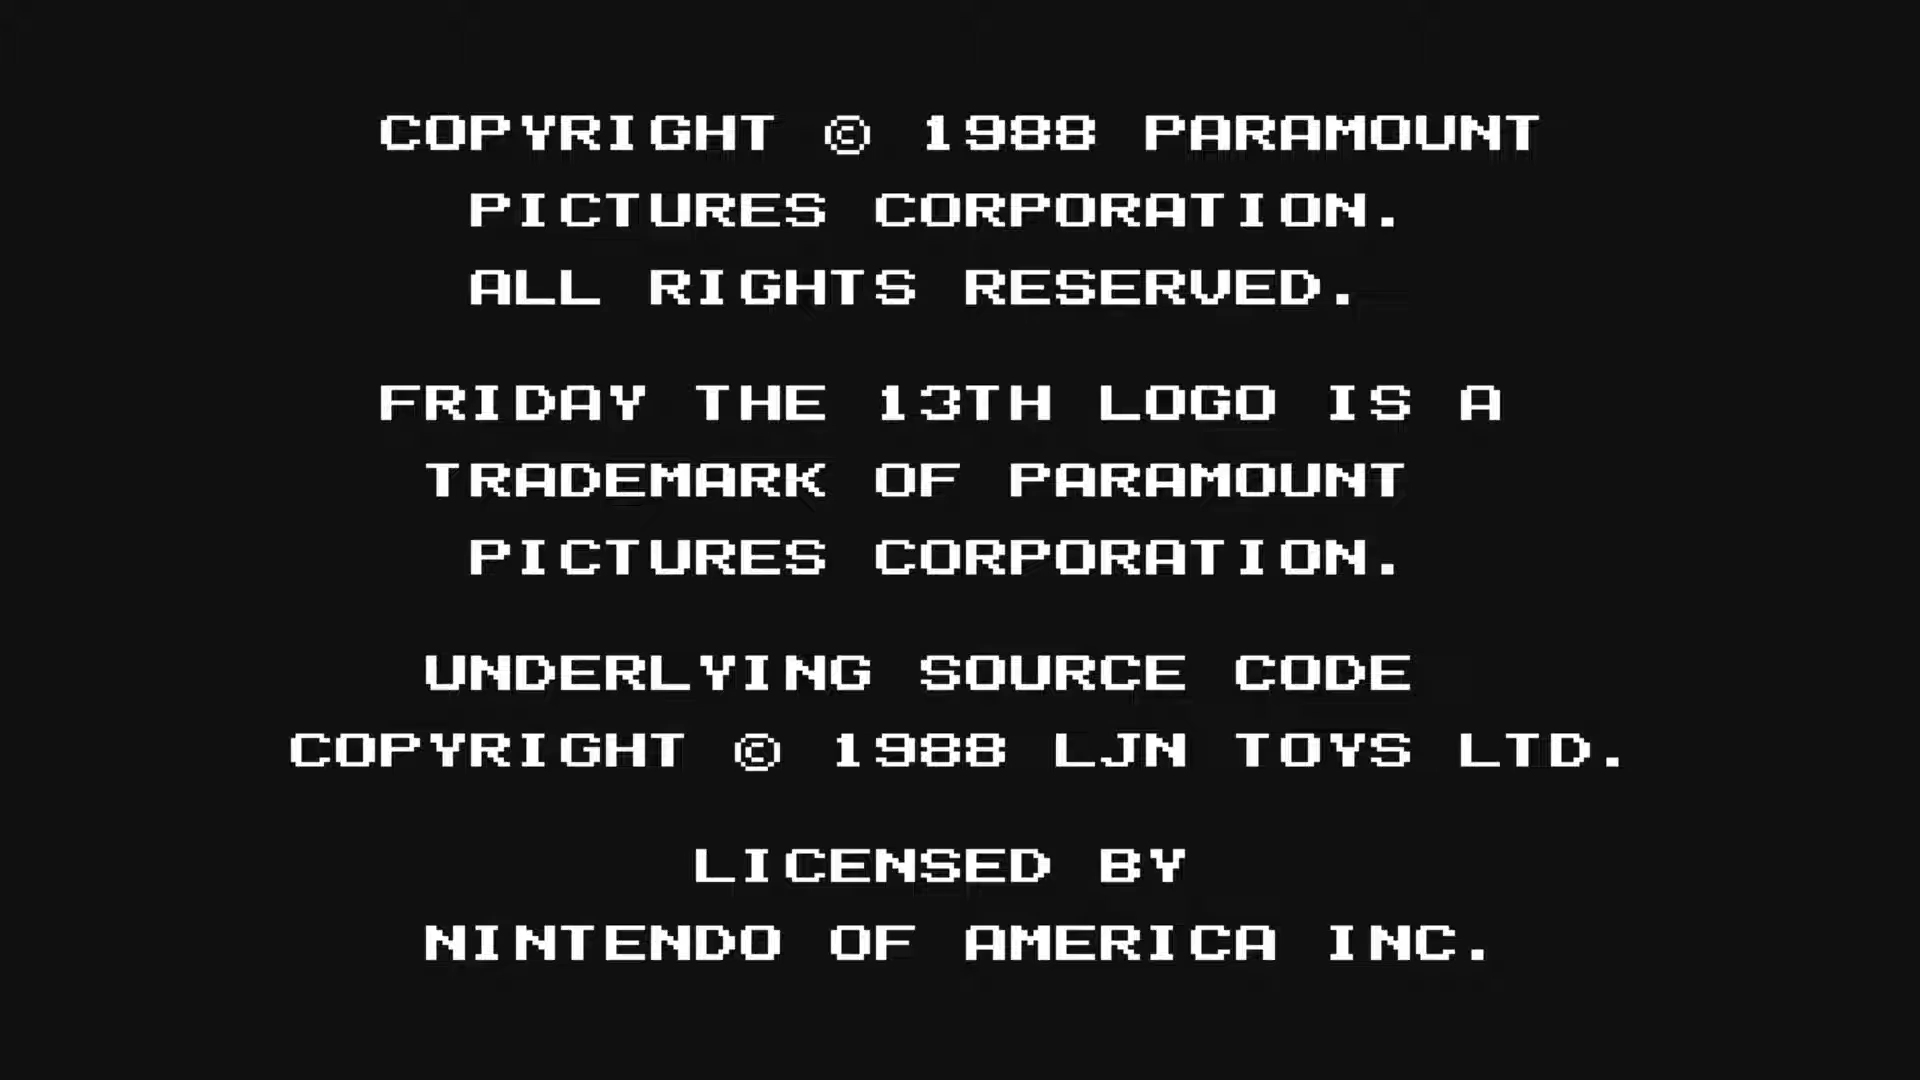 COPYRIGHT © 1988 PARAMOUNT
PICTURES CORPORATION.
ALL RIGHTS RESERVED.
FRIDAY THE 13TH LOGO IS A
TRADEMARK OF PARAMOUNT
PICTURES CORPORATION.
UNDERLYING SOURCE CODE
COPYRIGHT © 1988 LJN TOYS LTD.
LICENSED BY
NINTENDO OF AMERICA INC.